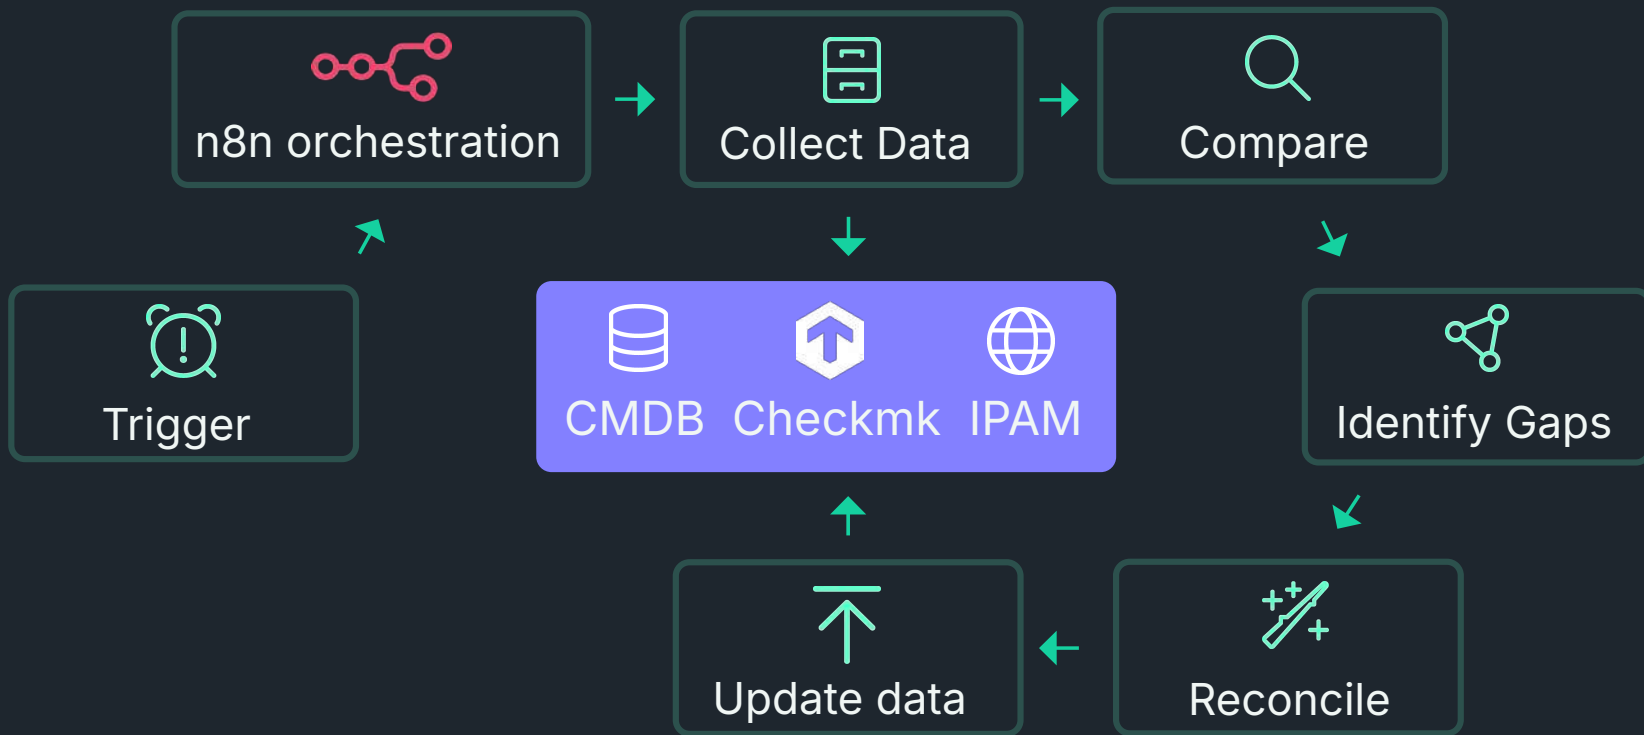 n8n orchestration
Collect Data
Compare
Trigger
CMDB
Checkmk
IPAM
Identify Gaps
Update data
Reconcile